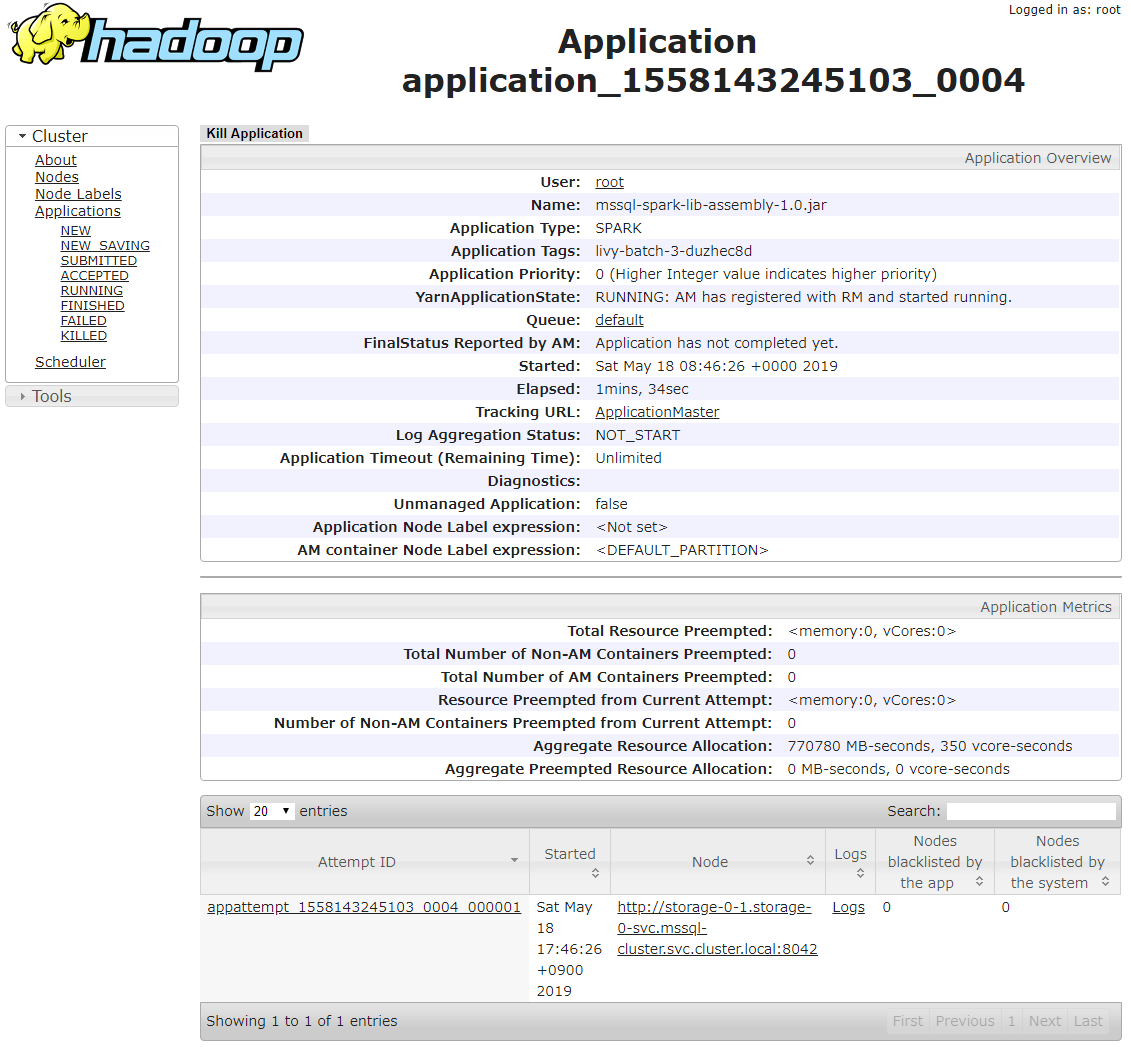 Logged in as: root
hadoop
Application
application_1558143245103_0004
Cluster
About
Nodes
Node Labels
Applications
NEW
NEW_SAVING
SUBMITTED
ACCEPTED
RUNNING
FINISHED
FAILED
KILLED
Scheduler
Tools
Kill Application
Application Overview
User: root
Name: mssql-spark-lib-assembly-1.0.jar
Application Type: SPARK
Application Tags: livy-batch-3-duzhec8d
Application Priority: 0 (Higher Integer value indicates higher priority)
YarnApplicationState: RUNNING: AM has registered with RM and started running.
Queue: default
FinalStatus Reported by AM: Application has not completed yet.
Started: Sat May 18 08:46:26 +0000 2019
Elapsed: 1mins, 34sec
Tracking URL: ApplicationMaster
Log Aggregation Status: NOT_START
Application Timeout (Remaining Time): Unlimited
Diagnostics:
Unmanaged Application: false
Application Node Label expression: <Not set>
AM container Node Label expression: <DEFAULT_PARTITION>
Application Metrics
Total Resource Preempted: <memory:0, vCores:0>
Total Number of Non-AM Containers Preempted: 0
Total Number of AM Containers Preempted: 0
Resource Preempted from Current Attempt: <memory:0, vCores:0>
Number of Non-AM Containers Preempted from Current Attempt: 0
Aggregate Resource Allocation: 770780 MB-seconds, 350 vcore-seconds
Aggregate Preempted Resource Allocation: 0 MB-seconds, 0 vcore-seconds
Show 20 entries
Search:
Attempt ID
Started
Node
Logs
Nodes
blacklisted by
the app
Nodes
blacklisted by
the system
appattempt_1558143245103_0004_000001
Sat May
18
17:46:26
+0900
2019
http://storage-0-1.storage-
0-svc.mssql-
cluster.svc.cluster.local:8042
Logs
0
0
Showing 1 to 1 of 1 entries
First Previous 1 Next Last